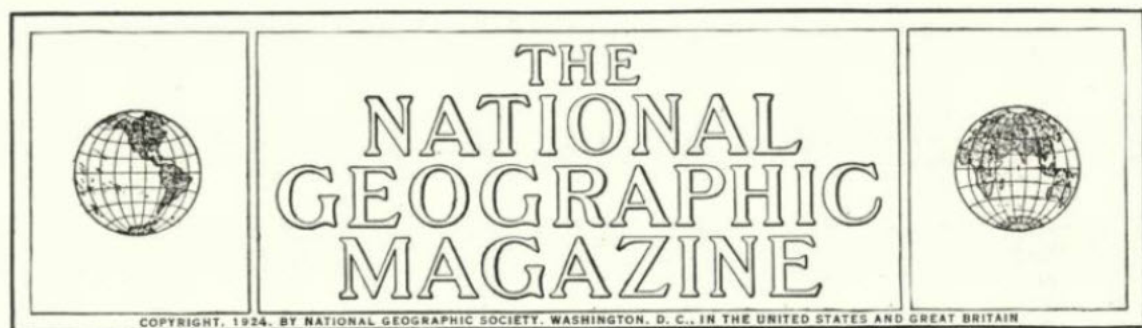 THE
NATIONAL
GEOGRAPHIC
MAGAZINE
COPYRIGHT, 1924, BY NATIONAL GEOGRAPHIC SOCIETY, WASHINGTON, D. C., IN THE UNITED STATES AND GREAT BRITAIN